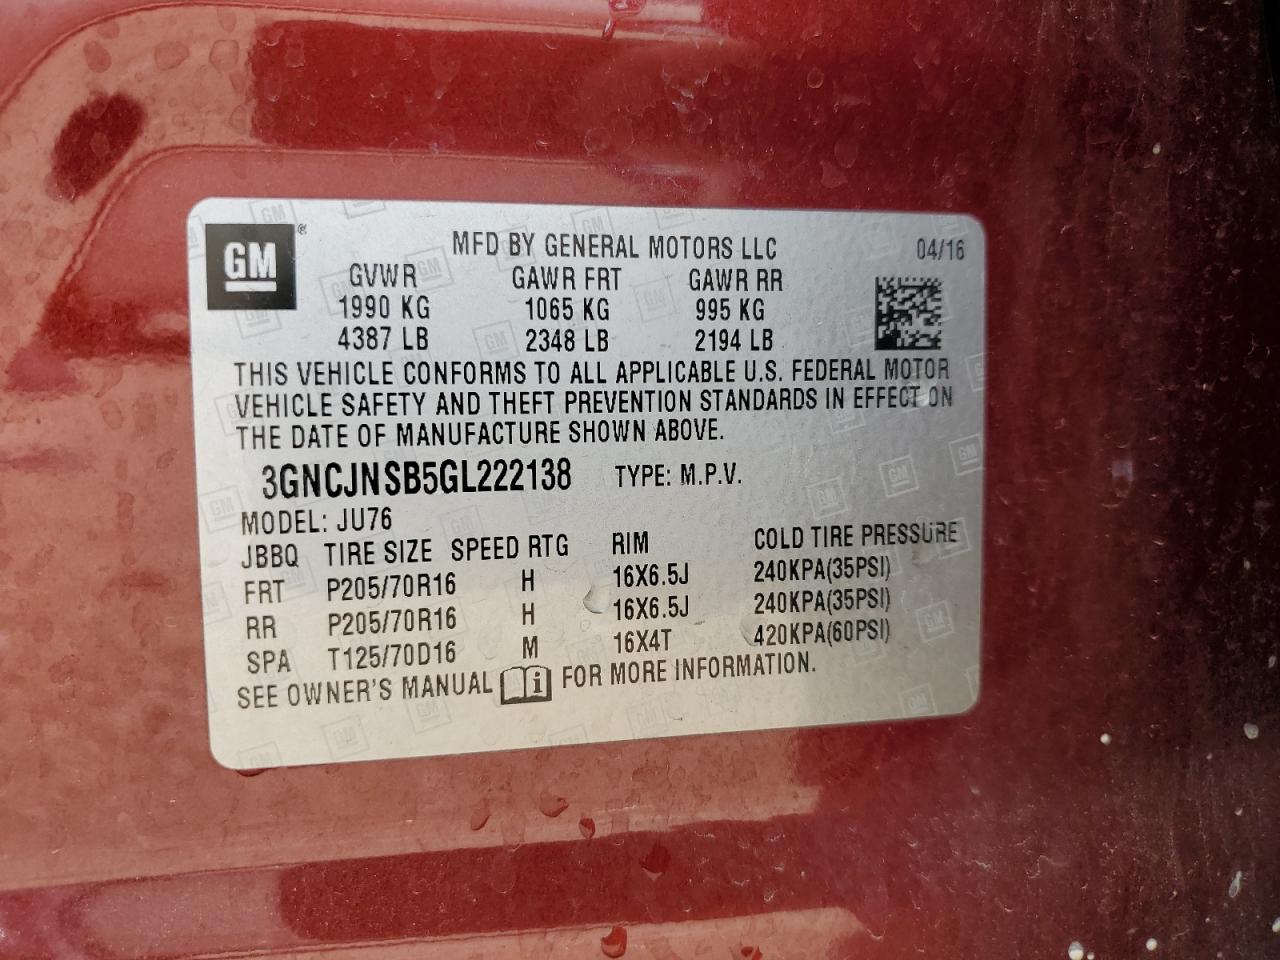 GM ®
MFD BY GENERAL MOTORS LLC 04/16
GVWR GAWR FRT GAWR RR
1990 KG 1065 KG 995 KG
4387 LB 2348 LB 2194 LB
THIS VEHICLE CONFORMS TO ALL APPLICABLE U.S. FEDERAL MOTOR
VEHICLE SAFETY AND THEFT PREVENTION STANDARDS IN EFFECT ON
THE DATE OF MANUFACTURE SHOWN ABOVE.
3GNCJNSB5GL222138 TYPE: M.P.V.
MODEL: JU76
JBBQ TIRE SIZE SPEED RTG RIM COLD TIRE PRESSURE
FRT P205/70R16 H 16X6.5J 240KPA(35PSI)
RR P205/70R16 H 16X6.5J 240KPA(35PSI)
SPA T125/70D16 M 16X4T 420KPA(60PSI)
SEE OWNER'S MANUAL i FOR MORE INFORMATION.